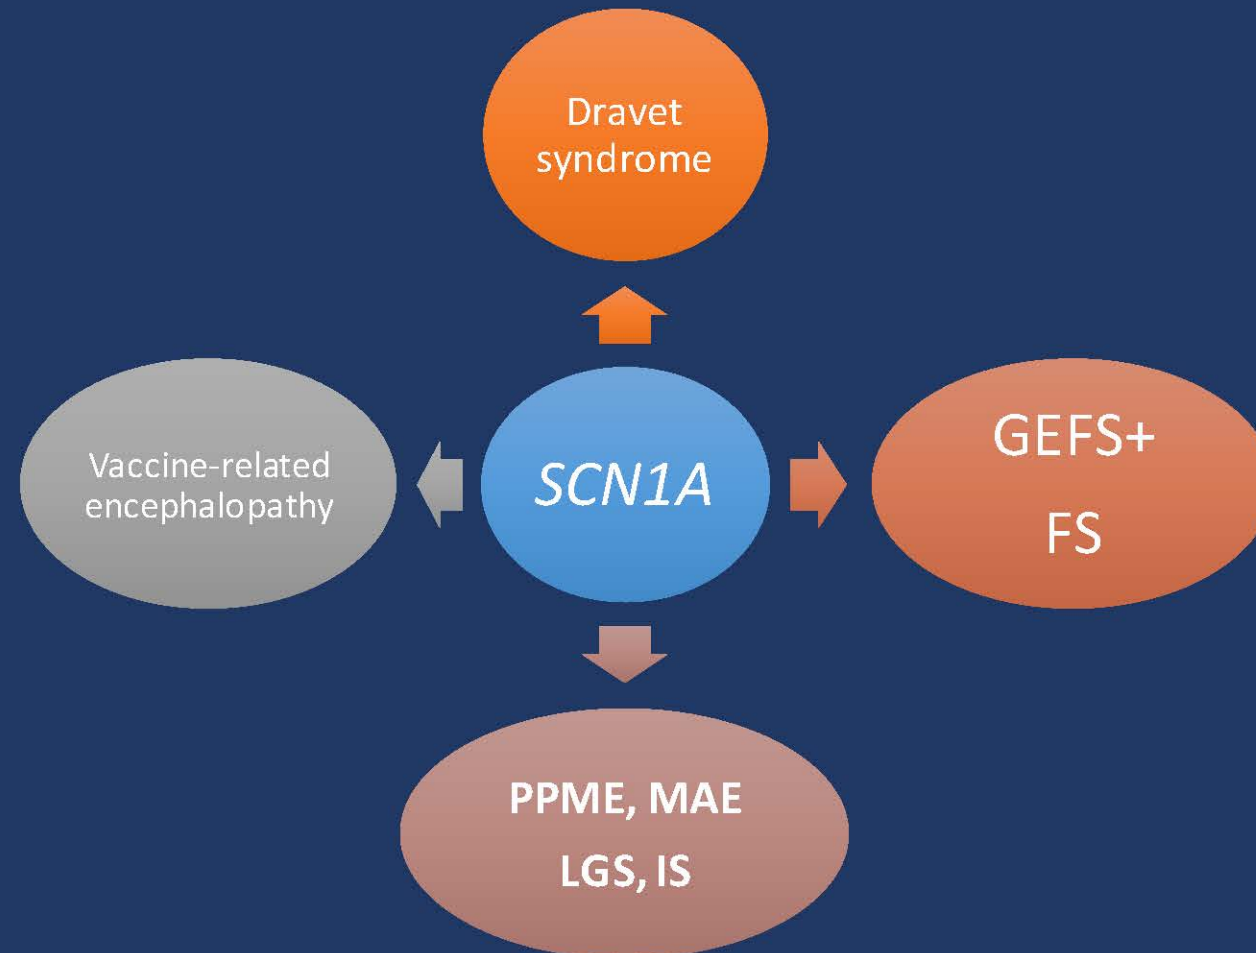 Dravet
syndrome
Vaccine-related
encephalopathy
SCN1A
GEFS+
FS
PPME, MAE
LGS, IS